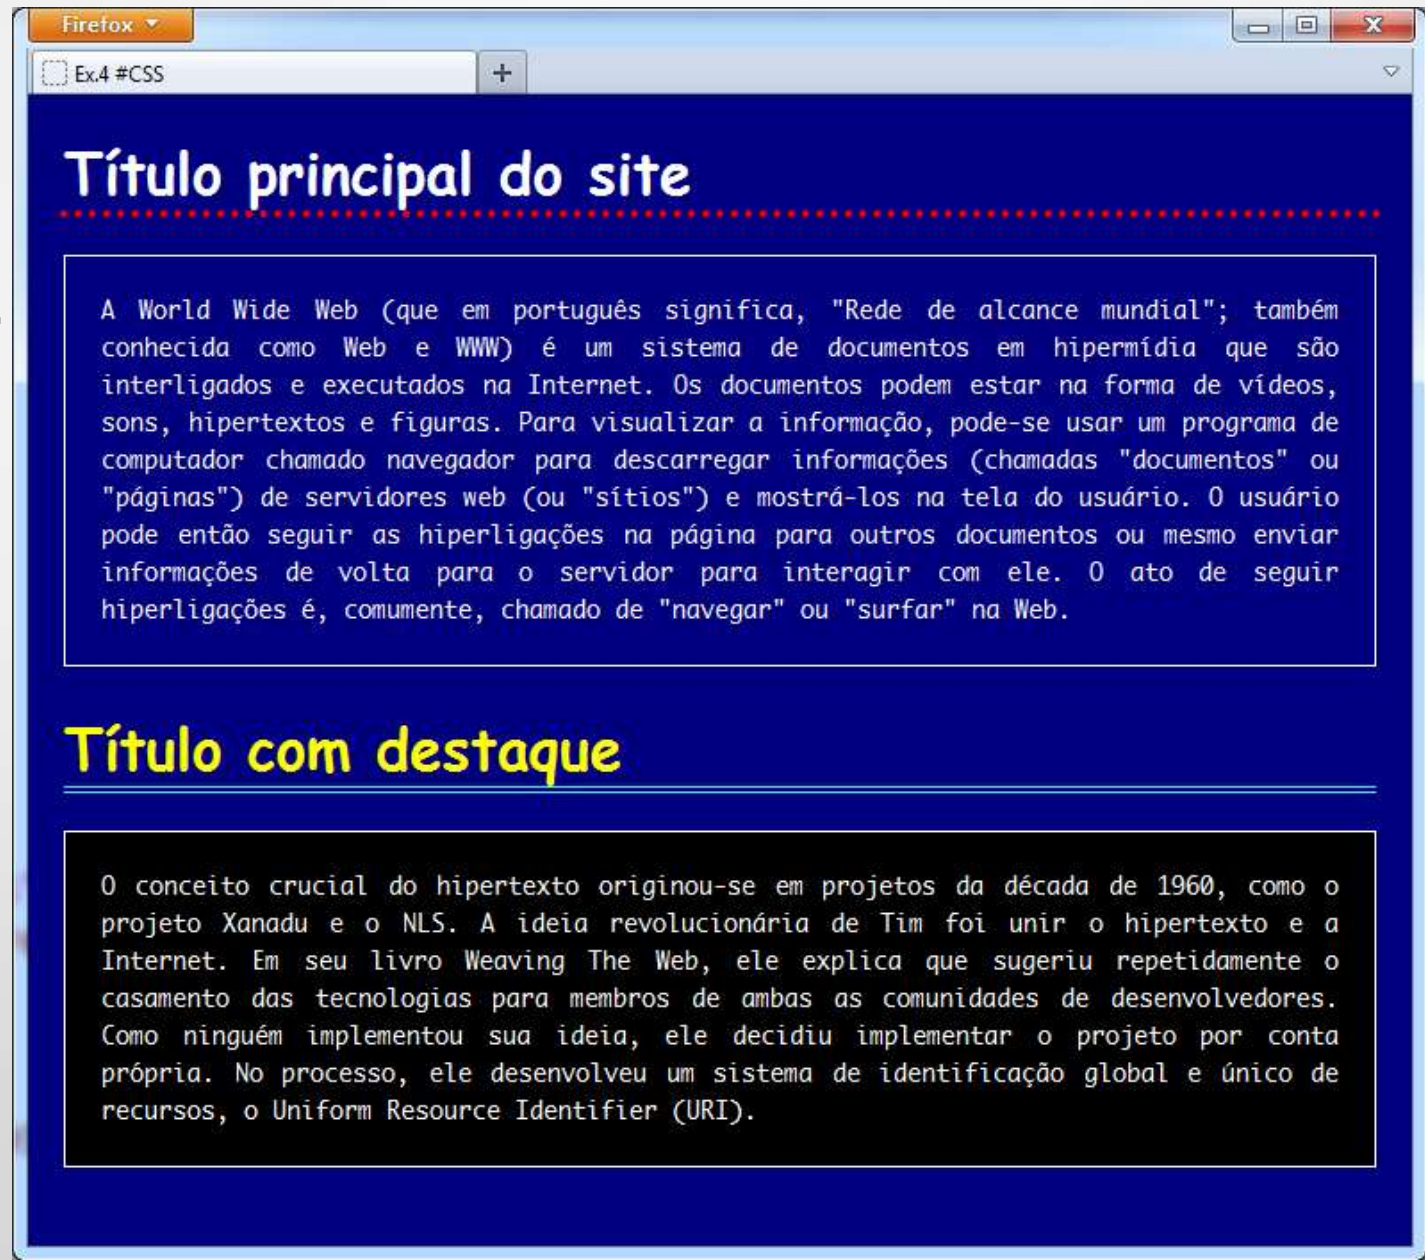 Firefox
Ex.4 #CSS
Título principal do site
A World Wide Web (que em português significa, "Rede de alcance mundial"; também
conhecida como Web e WWW) é um sistema de documentos em hipermídia que são
interligados e executados na Internet. Os documentos podem estar na forma de vídeos,
sons, hipertextos e figuras. Para visualizar a informação, pode-se usar um programa de
computador chamado navegador para descarregar informações (chamadas "documentos" ou
"páginas") de servidores web (ou "sítios") e mostrá-los na tela do usuário. O usuário
pode então seguir as hiperligações na página para outros documentos ou mesmo enviar
informações de volta para o servidor para interagir com ele. O ato de seguir
hiperligações é, comumente, chamado de "navegar" ou "surfar" na Web.
Título com destaque
O conceito crucial do hipertexto originou-se em projetos da década de 1960, como o
projeto Xanadu e o NLS. A ideia revolucionária de Tim foi unir o hipertexto e a
Internet. Em seu livro Weaving The Web, ele explica que sugeriu repetidamente o
casamento das tecnologias para membros de ambas as comunidades de desenvolvedores.
Como ninguém implementou sua ideia, ele decidiu implementar o projeto por conta
própria. No processo, ele desenvolveu um sistema de identificação global e único de
recursos, o Uniform Resource Identifier (URI).